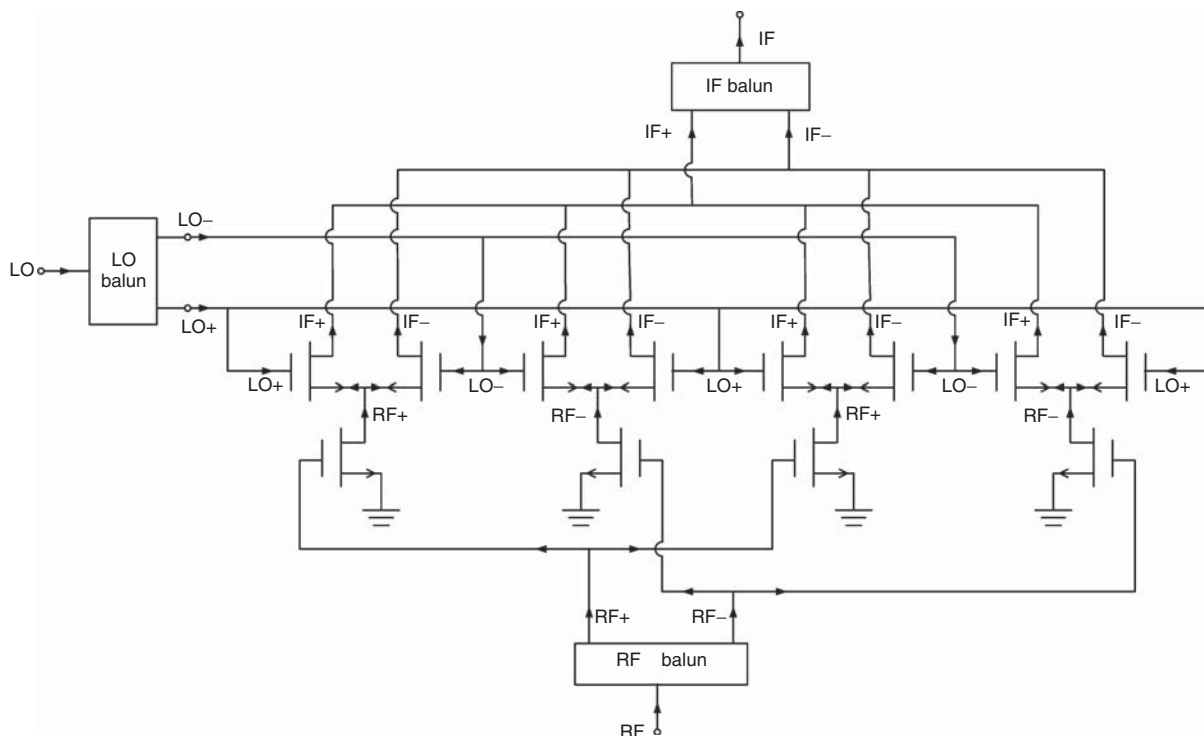 IF
IF balun
IF+ IF−
LO−
LO
LO balun
LO+
IF+ IF− IF+ IF− IF+ IF− IF+ IF−
LO+ LO− LO+ LO− LO+
RF+ RF− RF+ RF−
RF+ RF−
RF balun
RF